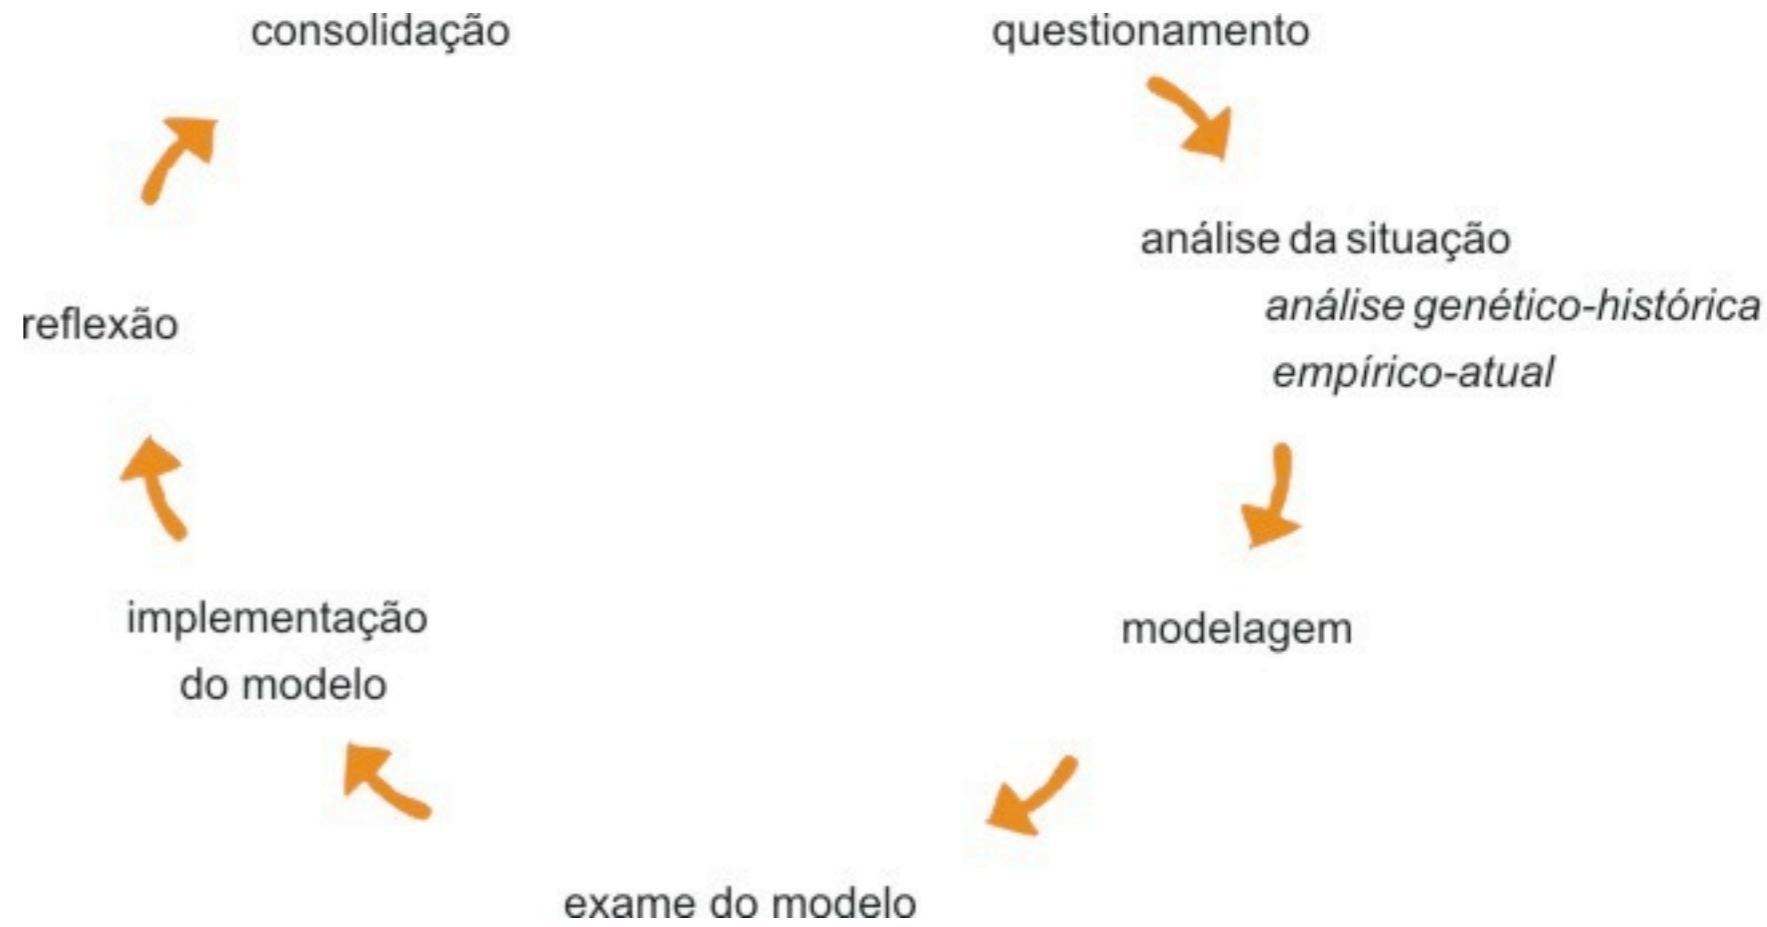 consolidação
questionamento
análise da situação
análise genético-histórica
empírico-atual
reflexão
modelagem
implementação
do modelo
exame do modelo